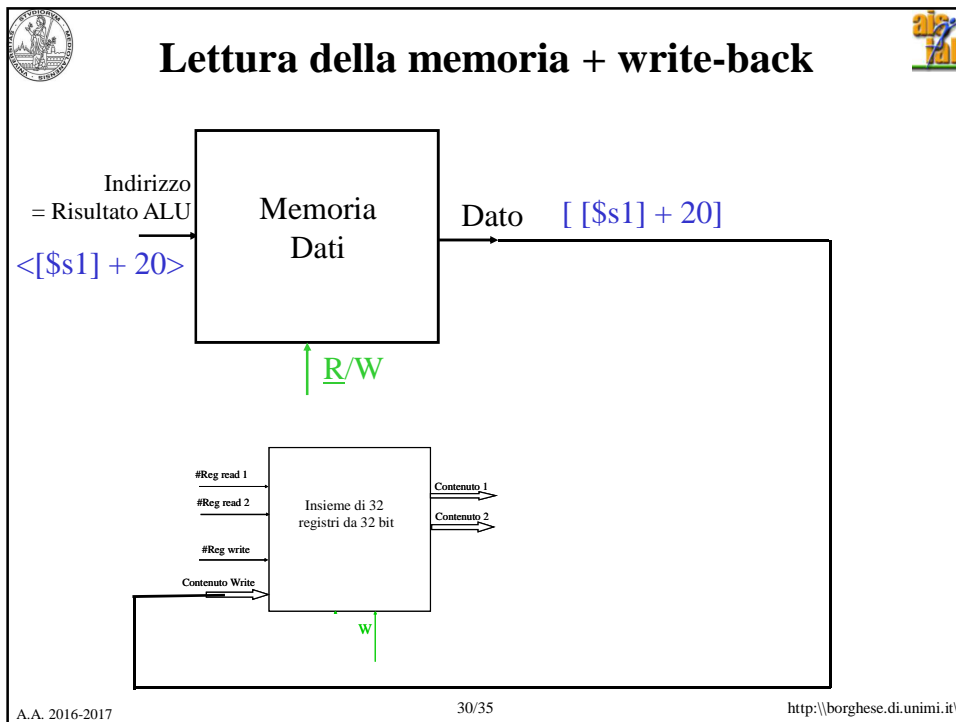 Lettura della memoria + write-back
Indirizzo
= Risultato ALU
<[$s1] + 20>
Memoria
Dati
Dato
[ [$s1] + 20]
R/W
#Reg read 1
#Reg read 2
#Reg write
Contenuto Write
Insieme di 32
registri da 32 bit
Contenuto 1
Contenuto 2
W
A.A. 2016-2017
30/35
http:\\borghese.di.unimi.it\